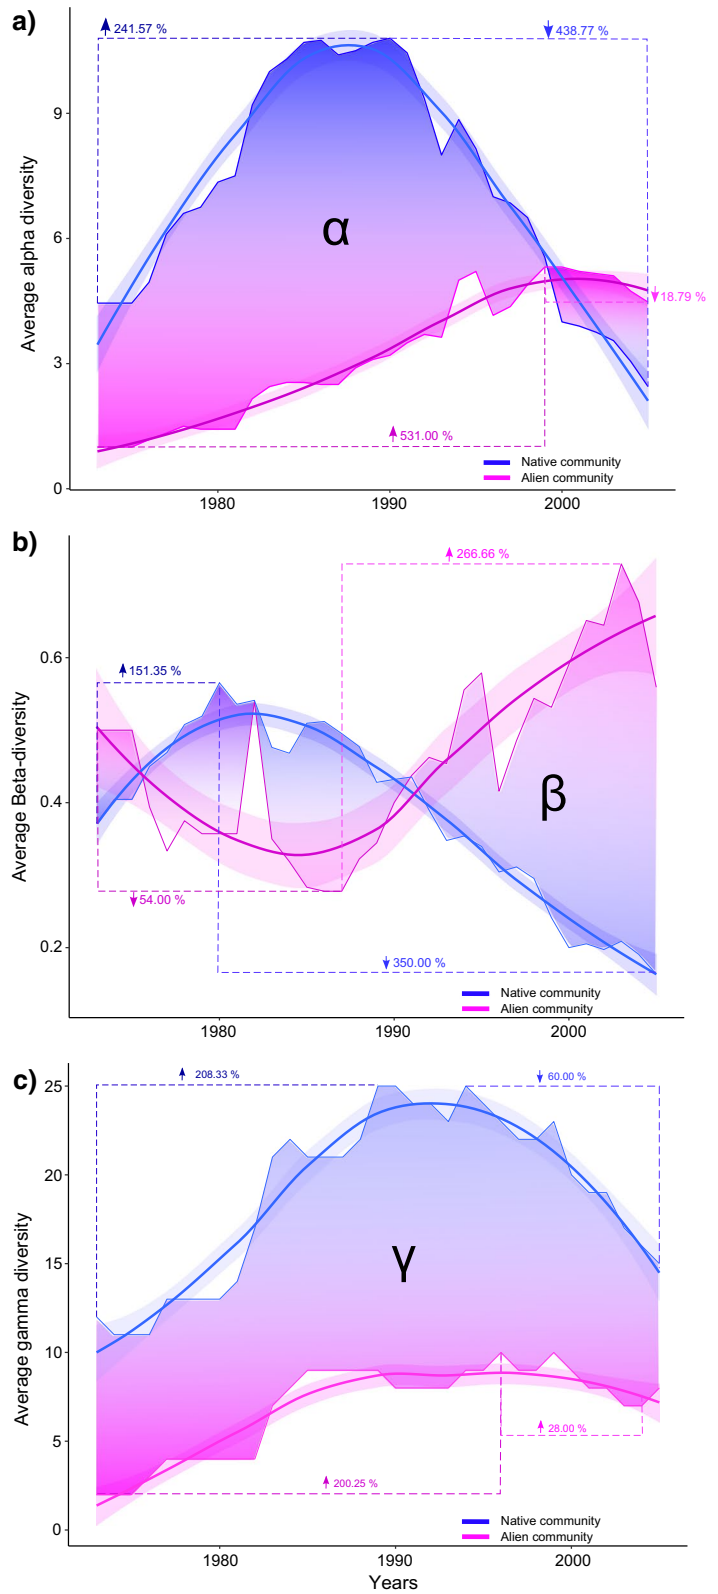 a)
241.57 %
438.77 %
9
α
6
Average alpha diversity
18.79 %
3
531.00 %
Native community
Alien community
0
1980 1990 2000
b)
266.66 %
151.35 %
0.6
Average Beta-diversity
β
0.4
54.00 %
0.2
350.00 %
Native community
Alien community
1980 1990 2000
c)
208.33 %
60.00 %
25
20
γ
15
Average gamma diversity
10
5
28.00 %
200.25 %
Native community
Alien community
0
1980 1990 2000
Years